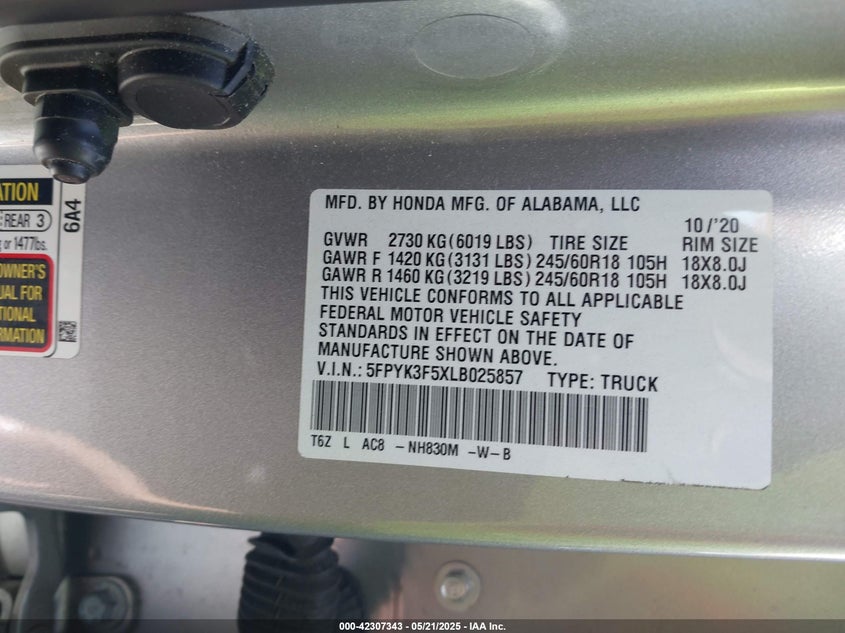 ATION
REAR 3
g or 1477lbs.
OWNER'S
UAL FOR
TIONAL
RMATION
6A4
MFD. BY HONDA MFG. OF ALABAMA, LLC
10/'20
GVWR 2730 KG(6019 LBS) TIRE SIZE RIM SIZE
GAWR F 1420 KG(3131 LBS) 245/60R18 105H 18X8.0J
GAWR R 1460 KG(3219 LBS) 245/60R18 105H 18X8.0J
THIS VEHICLE CONFORMS TO ALL APPLICABLE
FEDERAL MOTOR VEHICLE SAFETY
STANDARDS IN EFFECT ON THE DATE OF
MANUFACTURE SHOWN ABOVE.
V.I.N.: 5FPYK3F5XLB025857 TYPE: TRUCK
T6Z L AC8 -NH830M -W-B
000-42307343 — 05/21/2025 — IAA Inc.